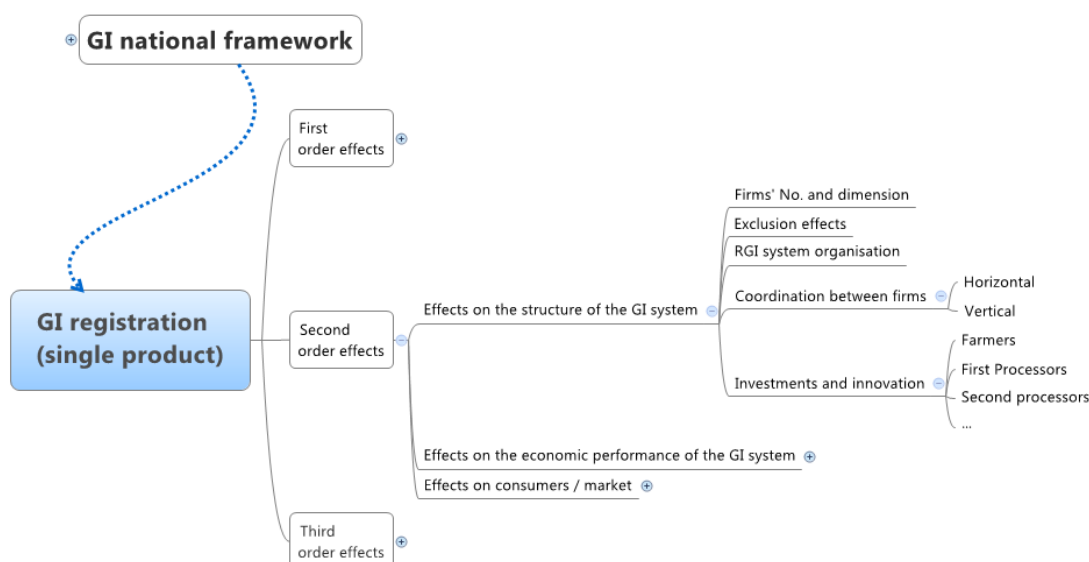 GI national framework
First
order effects
Firms' No. and dimension
Exclusion effects
RGI system organisation
Coordination between firms
Horizontal
Vertical
GI registration
(single product)
Second
order effects
Effects on the structure of the GI system
Farmers
First Processors
Investments and innovation
Second processors
...
Effects on the economic performance of the GI system
Effects on consumers / market
Third
order effects